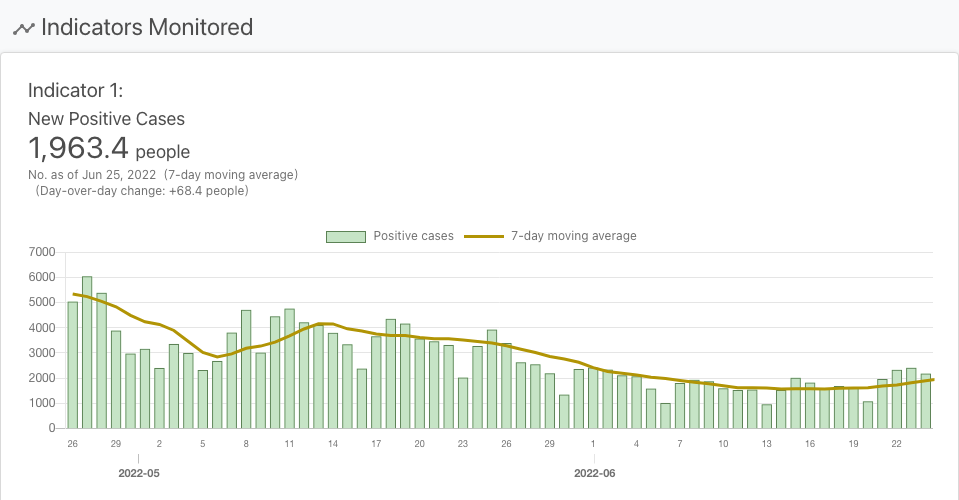 Indicators Monitored
Indicator 1:
New Positive Cases
1,963.4 people
No. as of Jun 25, 2022 (7-day moving average)
(Day-over-day change: +68.4 people)
Positive cases 7-day moving average
7000
6000
5000
4000
3000
2000
1000
0
26 29 2 5 8 11 14 17 20 23 26 29 1 4 7 10 13 16 19 22
2022-05 2022-06